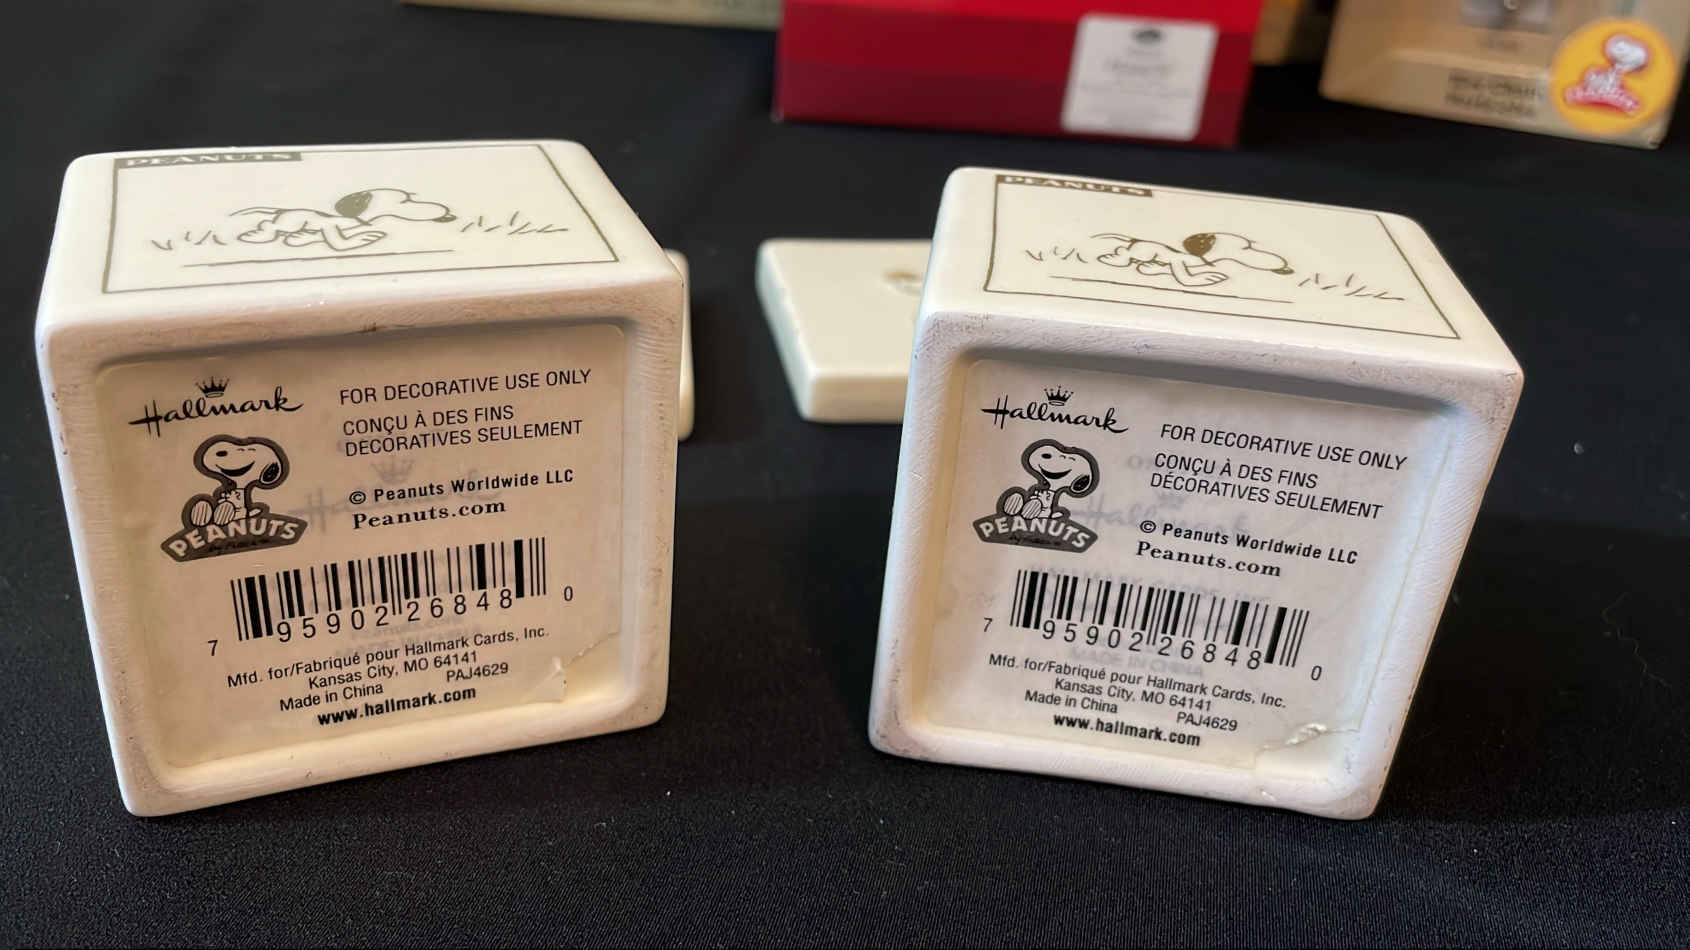 PEANUTS
Hallmark
FOR DECORATIVE USE ONLY
CONÇU À DES FINS
DÉCORATIVES SEULEMENT
PEANUTS
© Peanuts Worldwide LLC
Peanuts.com
7 95902 26848 0
Mfd. for/Fabriqué pour Hallmark Cards, Inc.
Kansas City, MO 64141
Made in China PAJ4629
www.hallmark.com
PEANUTS
Hallmark
FOR DECORATIVE USE ONLY
CONÇU À DES FINS
DÉCORATIVES SEULEMENT
PEANUTS
© Peanuts Worldwide LLC
Peanuts.com
7 95902 26848 0
Mfd. for/Fabriqué pour Hallmark Cards, Inc.
Kansas City, MO 64141
Made in China PAJ4629
www.hallmark.com